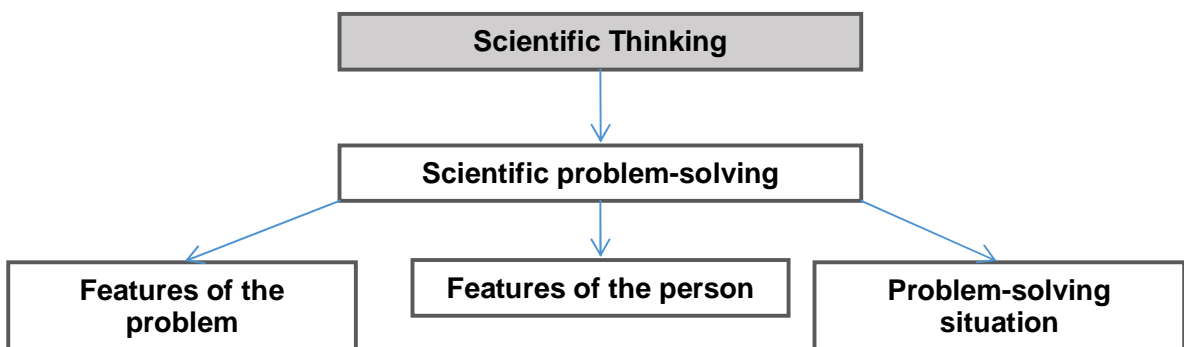 Scientific Thinking
Scientific problem-solving
Features of the
problem
Features of the person
Problem-solving
situation